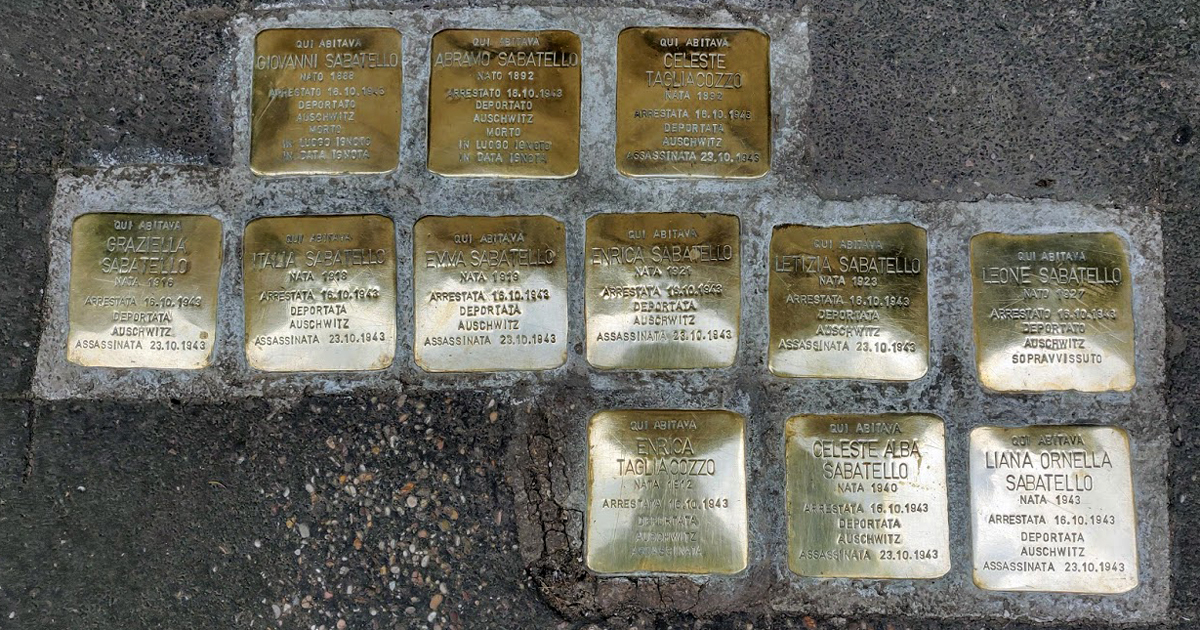 QUI ABITAVA
GIOVANNI SABATELLO
NATO 1888
ARRESTATO 16.10.1943
DEPORTATO
AUSCHWITZ
MORTO
IN LUOGO IGNOTO
IN DATA IGNOTA
QUI ABITAVA
ABRAMO SABATELLO
NATO 1892
ARRESTATO 16.10.1943
DEPORTATO
AUSCHWITZ
MORTO
IN LUOGO IGNOTO
IN DATA IGNOTA
QUI ABITAVA
CELESTE
TAGLIACOZZO
NATA 1892
ARRESTATA 16.10.1943
DEPORTATA
AUSCHWITZ
ASSASSINATA 23.10.1943
QUI ABITAVA
GRAZIELLA
SABATELLO
NATA 1916
ARRESTATA 16.10.1943
DEPORTATA
AUSCHWITZ
ASSASSINATA 23.10.1943
QUI ABITAVA
ITALIA SABATELLO
NATA 1918
ARRESTATA 16.10.1943
DEPORTATA
AUSCHWITZ
ASSASSINATA 23.10.1943
QUI ABITAVA
EMMA SABATELLO
NATA 1919
ARRESTATA 16.10.1943
DEPORTATA
AUSCHWITZ
ASSASSINATA 23.10.1943
QUI ABITAVA
ENRICA SABATELLO
NATA 1921
ARRESTATA 16.10.1943
DEPORTATA
AUSCHWITZ
ASSASSINATA 23.10.1943
QUI ABITAVA
LETIZIA SABATELLO
NATA 1923
ARRESTATA 16.10.1943
DEPORTATA
AUSCHWITZ
ASSASSINATA 23.10.1943
QUI ABITAVA
LEONE SABATELLO
NATO 1927
ARRESTATO 16.10.1943
DEPORTATO
AUSCHWITZ
SOPRAVVISSUTO
QUI ABITAVA
ENRICA
TAGLIACOZZO
NATA 1912
ARRESTATA 16.10.1943
DEPORTATA
AUSCHWITZ
ASSASSINATA
QUI ABITAVA
CELESTE ALBA
SABATELLO
NATA 1940
ARRESTATA 16.10.1943
DEPORTATA
AUSCHWITZ
ASSASSINATA 23.10.1943
QUI ABITAVA
LIANA ORNELLA
SABATELLO
NATA 1943
ARRESTATA 16.10.1943
DEPORTATA
AUSCHWITZ
ASSASSINATA 23.10.1943